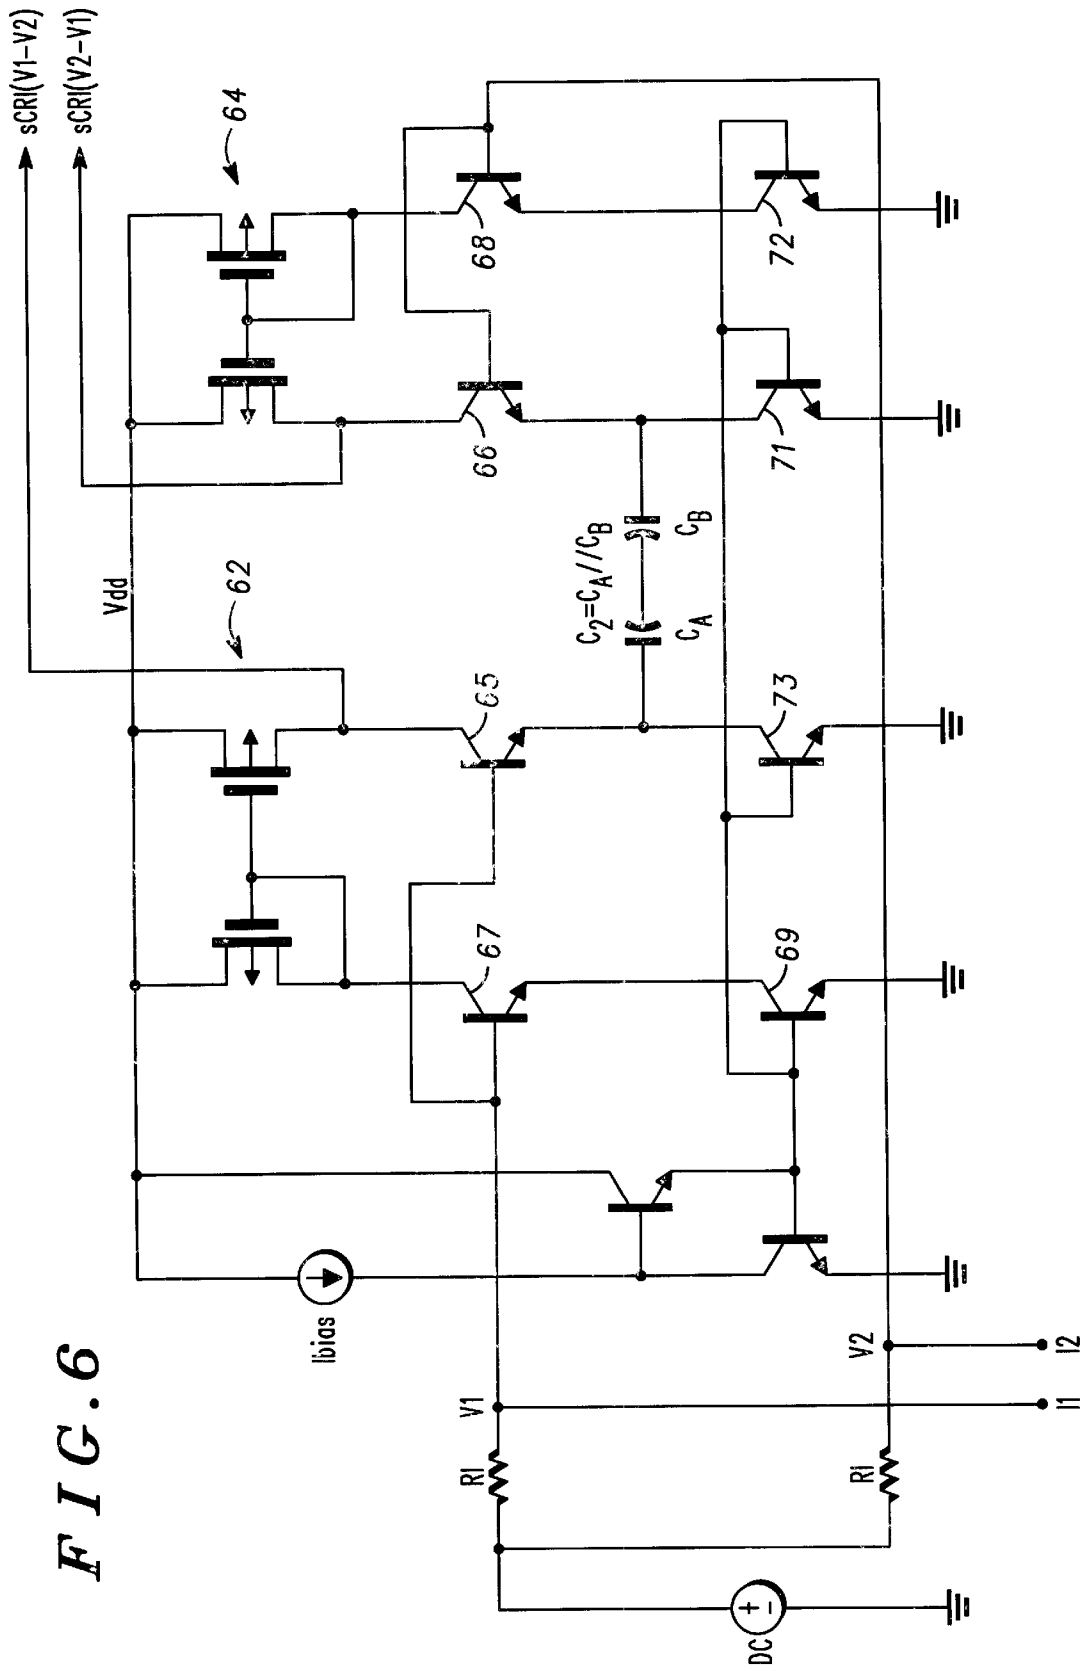 sCRI(V1-V2)
sCRI(V2-V1)
Vdd
62
64
65
66
67
68
C2=CA//CB
CA
CB
69
73
71
72
Ibias
V1
V2
RI
RI
I1
I2
DC
FIG.6